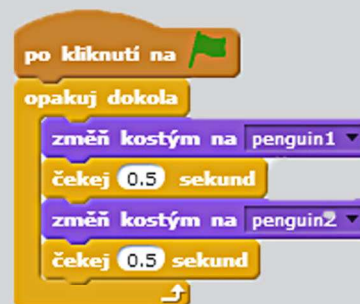 po kliknutí na
opakuj dokola
změň kostým na penguin1
čekej 0.5 sekund
změň kostým na penguin2
čekej 0.5 sekund